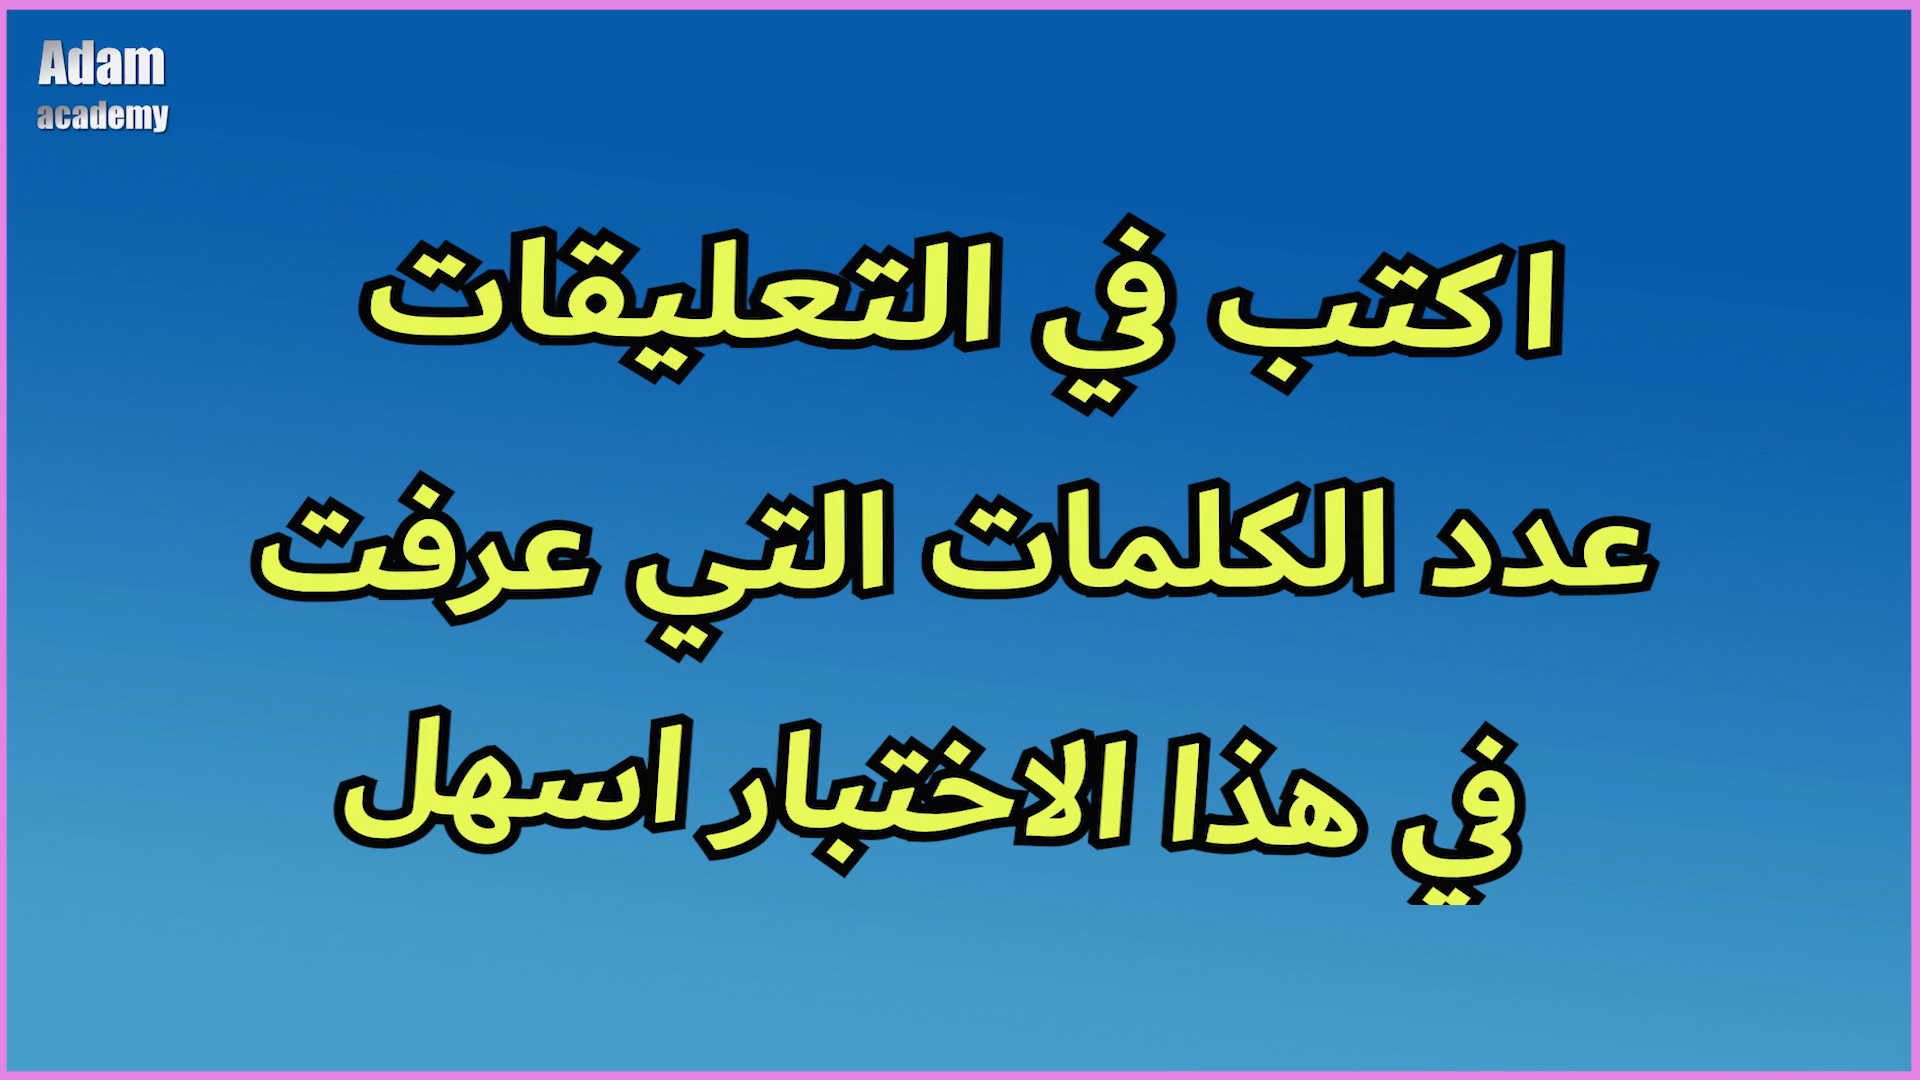 Adam
academy
اكتب في التعليقات
عدد الكلمات التي عرفت
في هذا الاختبار اسهل